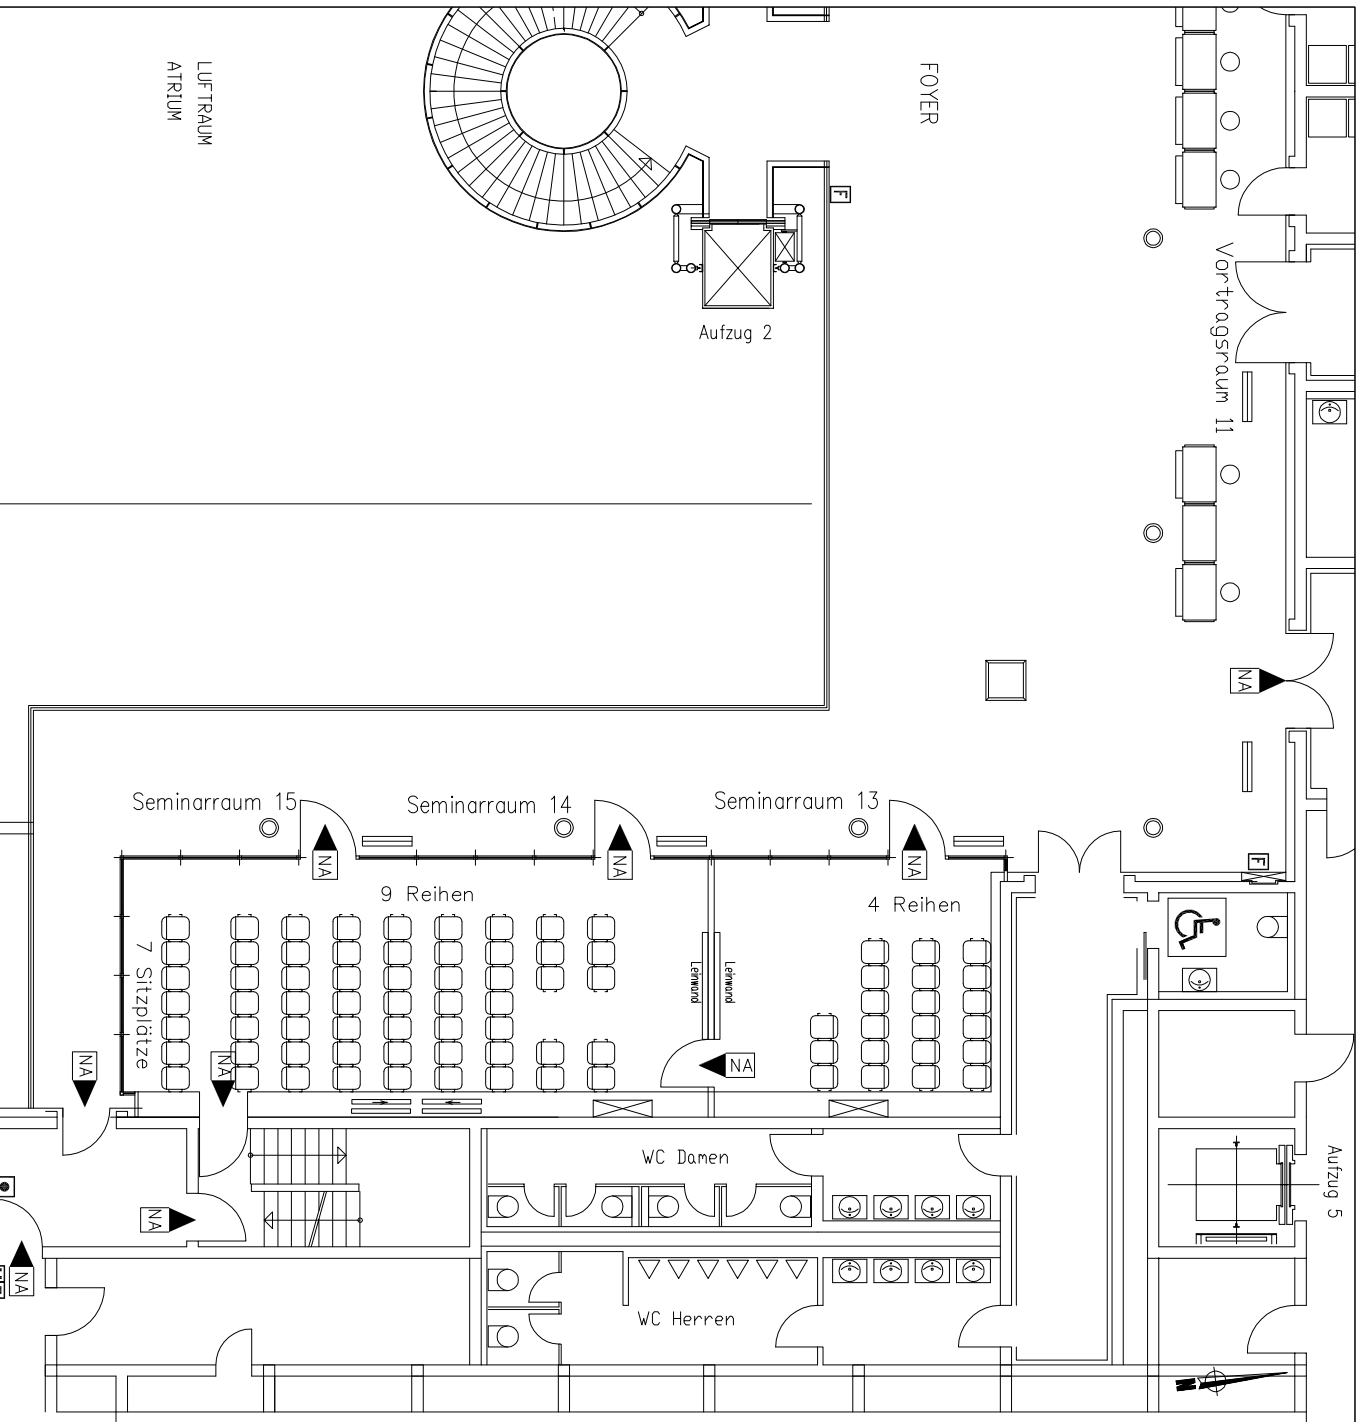 LUFTRAUM
ATRIUM
FOYER
F
Vortragsraum 11
Aufzug 2
NA
Seminarraum 15
Seminarraum 14
Seminarraum 13
NA
NA
NA
F
9 Reihen
4 Reihen
7 Sitzplätze
Leinwand
Leinwand
NA
NA
NA
WC Damen
Aufzug 5
NA
NA
WC Herren
N